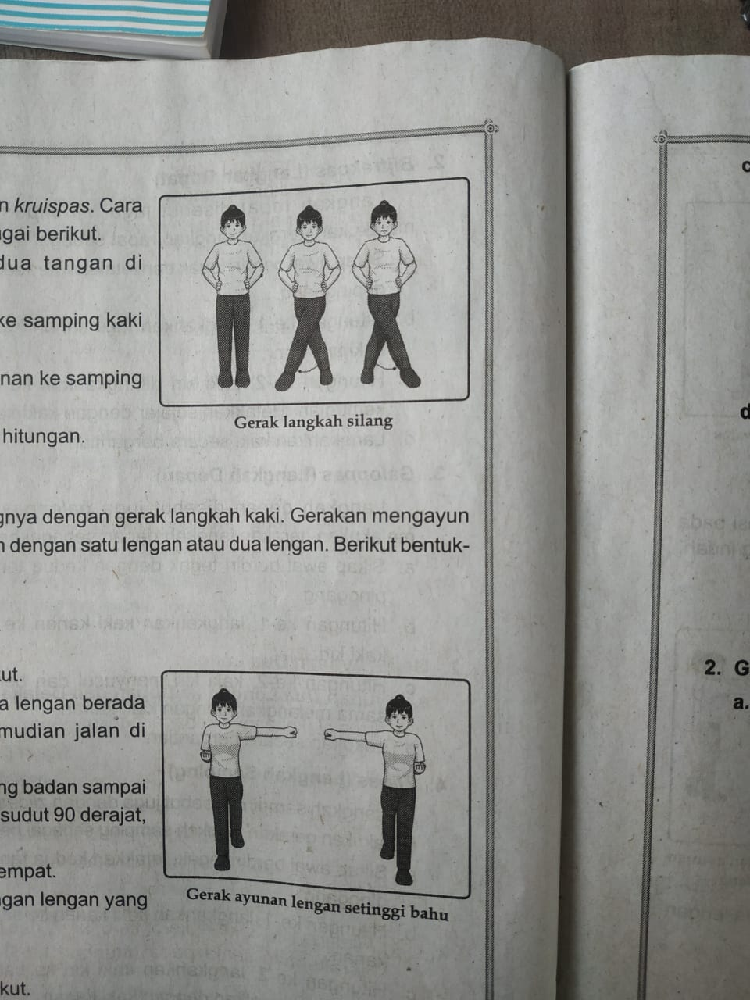 n kruispas. Cara
gai berikut.
dua tangan di
ke samping kaki
nan ke samping
Gerak langkah silang
hitungan.
gnya dengan gerak langkah kaki. Gerakan mengayun
n dengan satu lengan atau dua lengan. Berikut bentuk-
ut.
a lengan berada
mudian jalan di
ng badan sampai
sudut 90 derajat,
empat.
gan lengan yang
Gerak ayunan lengan setinggi bahu
kut.
c
d
2. G
a.